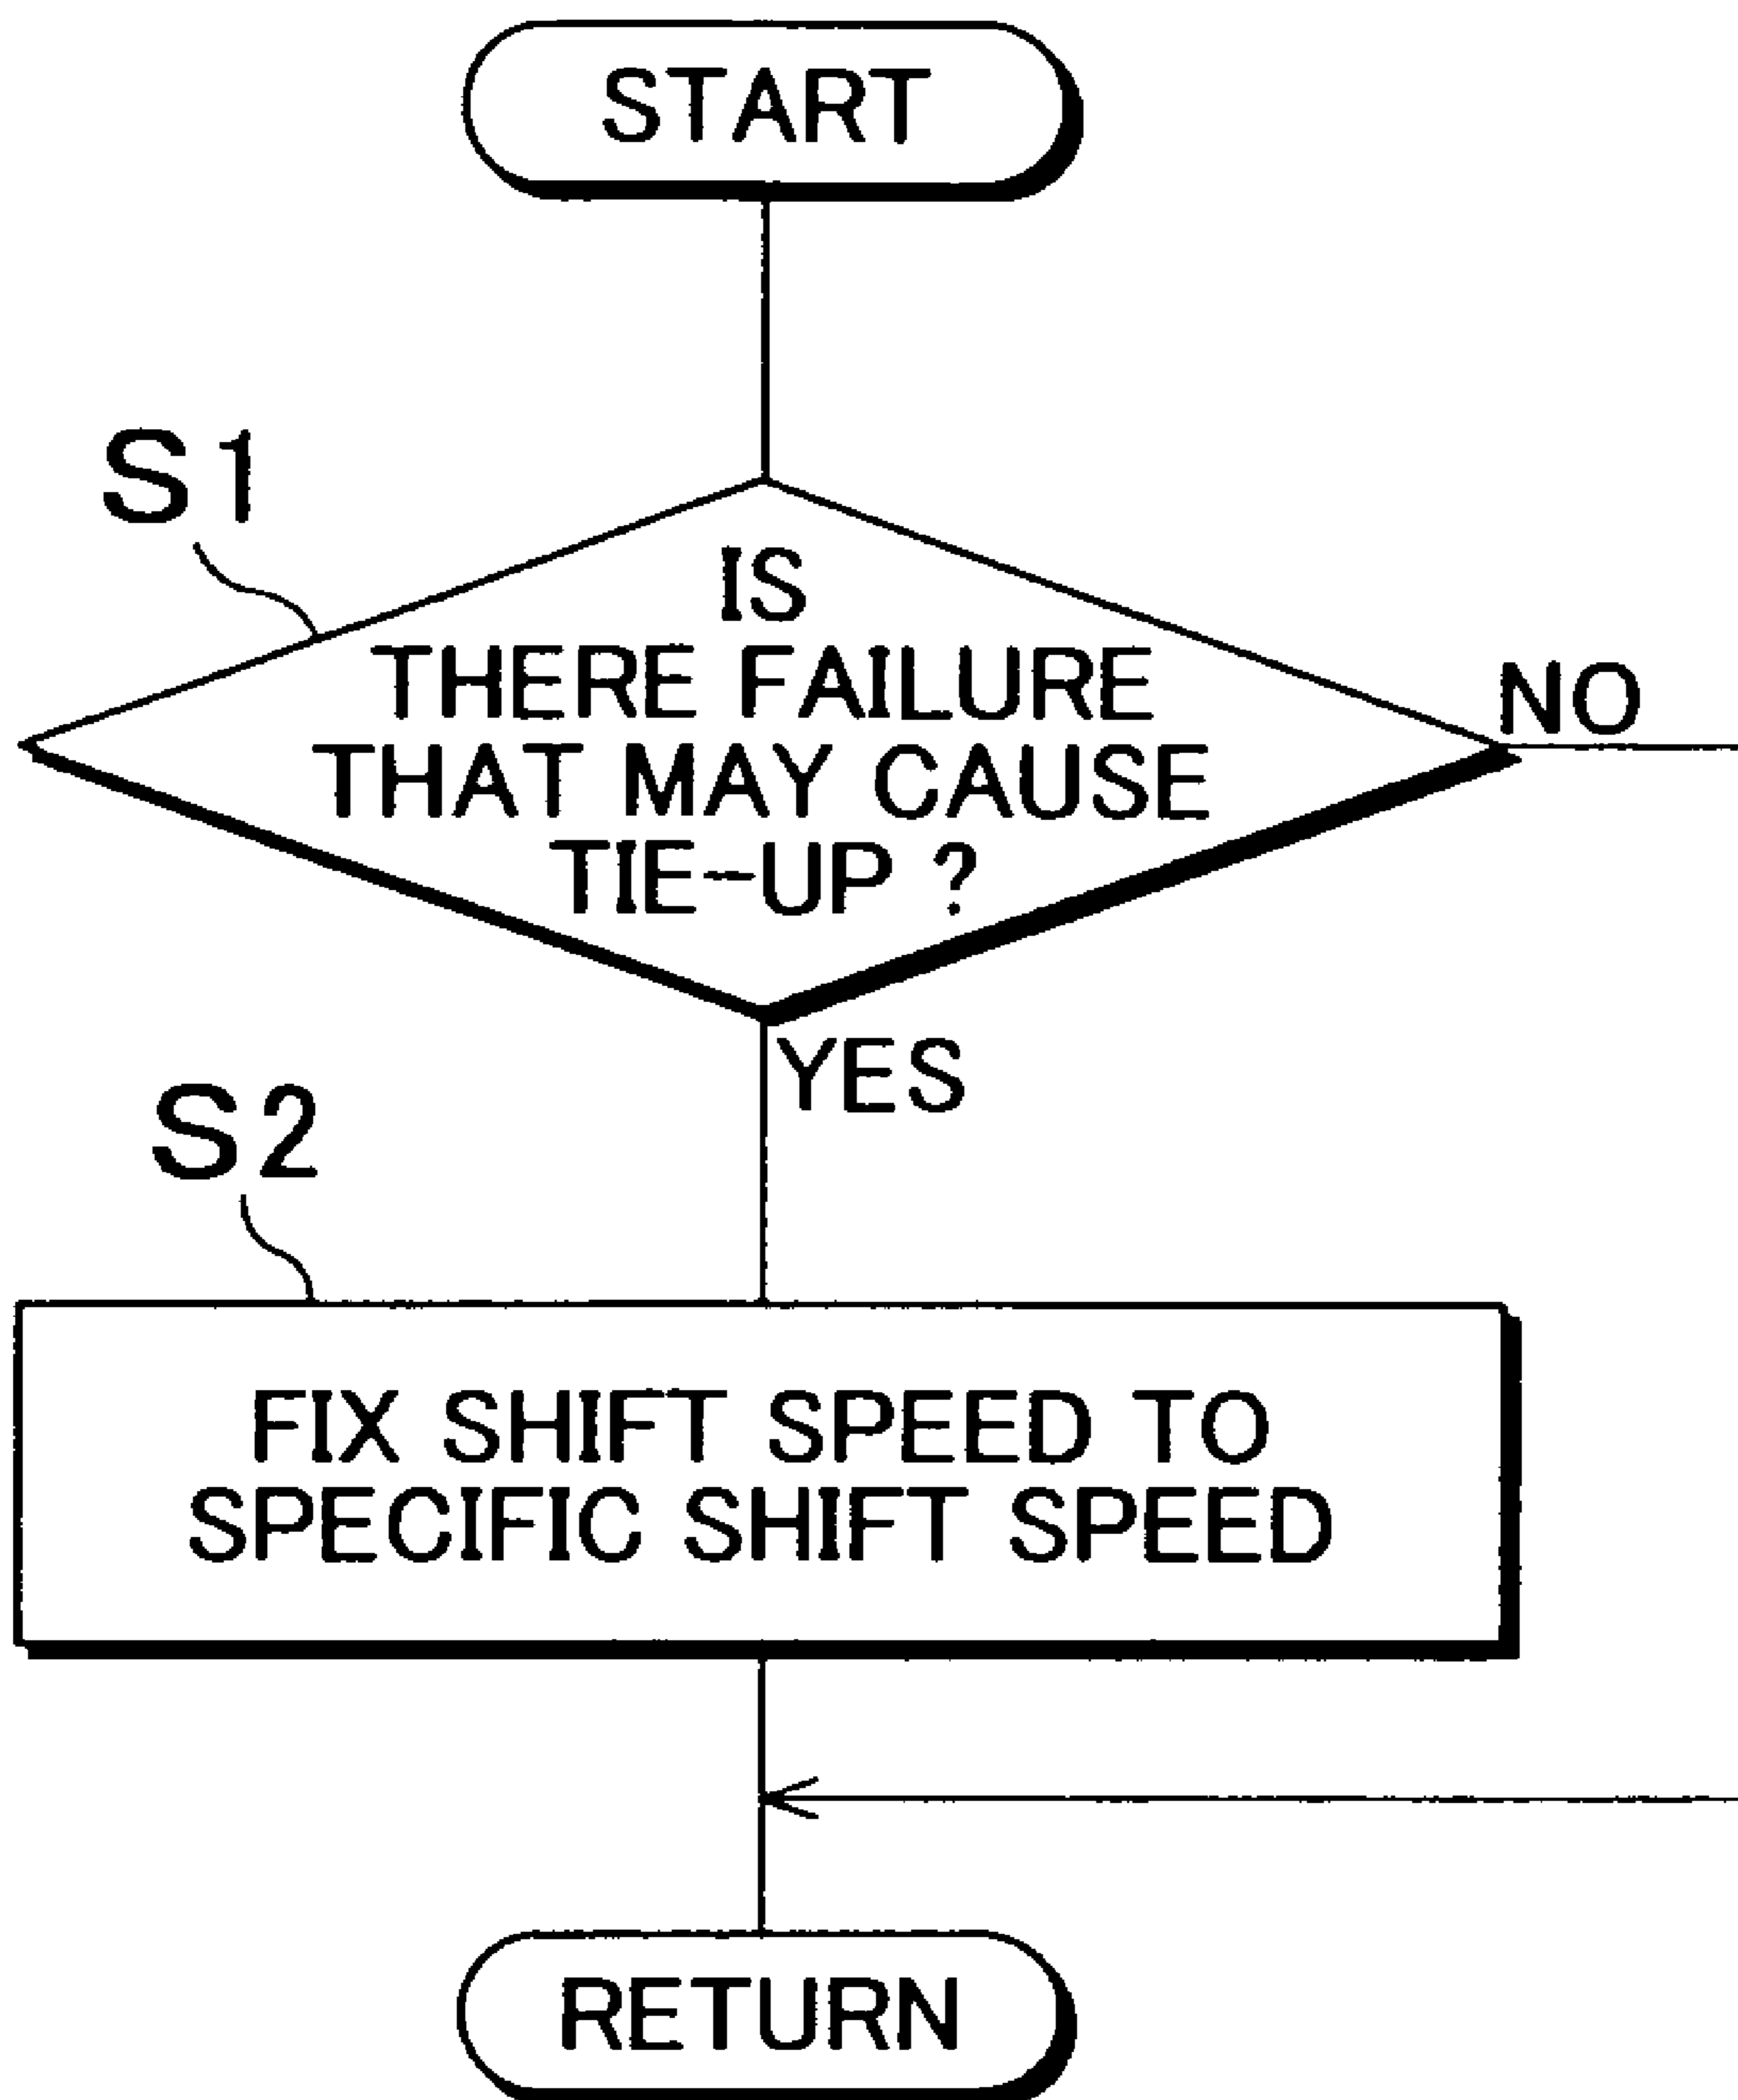 START
S1
IS
THERE FAILURE
THAT MAY CAUSE
TIE-UP ?
NO
YES
S2
FIX SHIFT SPEED TO
SPECIFIC SHIFT SPEED
RETURN